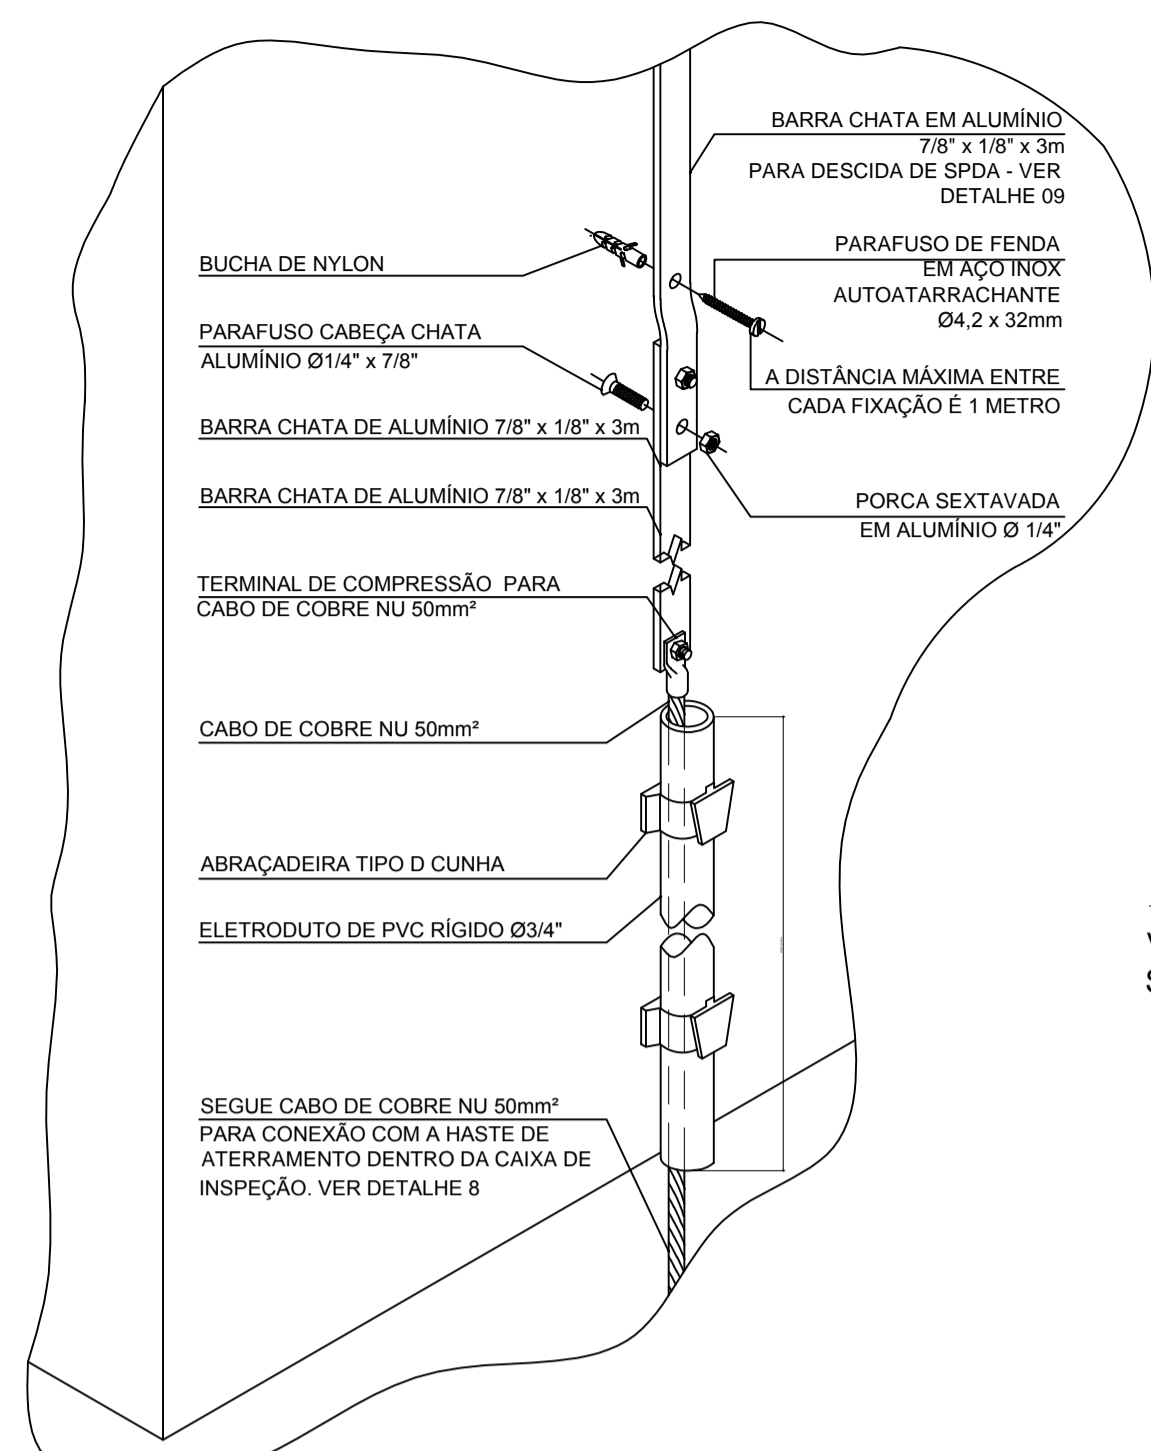 BARRA CHATA EM ALUMÍNIO
7/8" x 1/8" x 3m
PARA DESCIDA DE SPDA - VER
DETALHE 09
BUCHA DE NYLON
PARAFUSO DE FENDA
EM AÇO INOX
AUTOATARRACHANTE
Ø4,2 x 32mm
PARAFUSO CABEÇA CHATA
ALUMÍNIO Ø1/4" x 7/8"
A DISTÂNCIA MÁXIMA ENTRE
CADA FIXAÇÃO É 1 METRO
BARRA CHATA DE ALUMÍNIO 7/8" x 1/8" x 3m
BARRA CHATA DE ALUMÍNIO 7/8" x 1/8" x 3m
PORCA SEXTAVADA
EM ALUMÍNIO Ø 1/4"
TERMINAL DE COMPRESSÃO  PARA
CABO DE COBRE NU 50mm²
CABO DE COBRE NU 50mm²
ABRAÇADEIRA TIPO D CUNHA
ELETRODUTO DE PVC RÍGIDO Ø3/4"
SEGUE CABO DE COBRE NU 50mm²
PARA CONEXÃO COM A HASTE DE
ATERRAMENTO DENTRO DA CAIXA DE
INSPEÇÃO. VER DETALHE 8